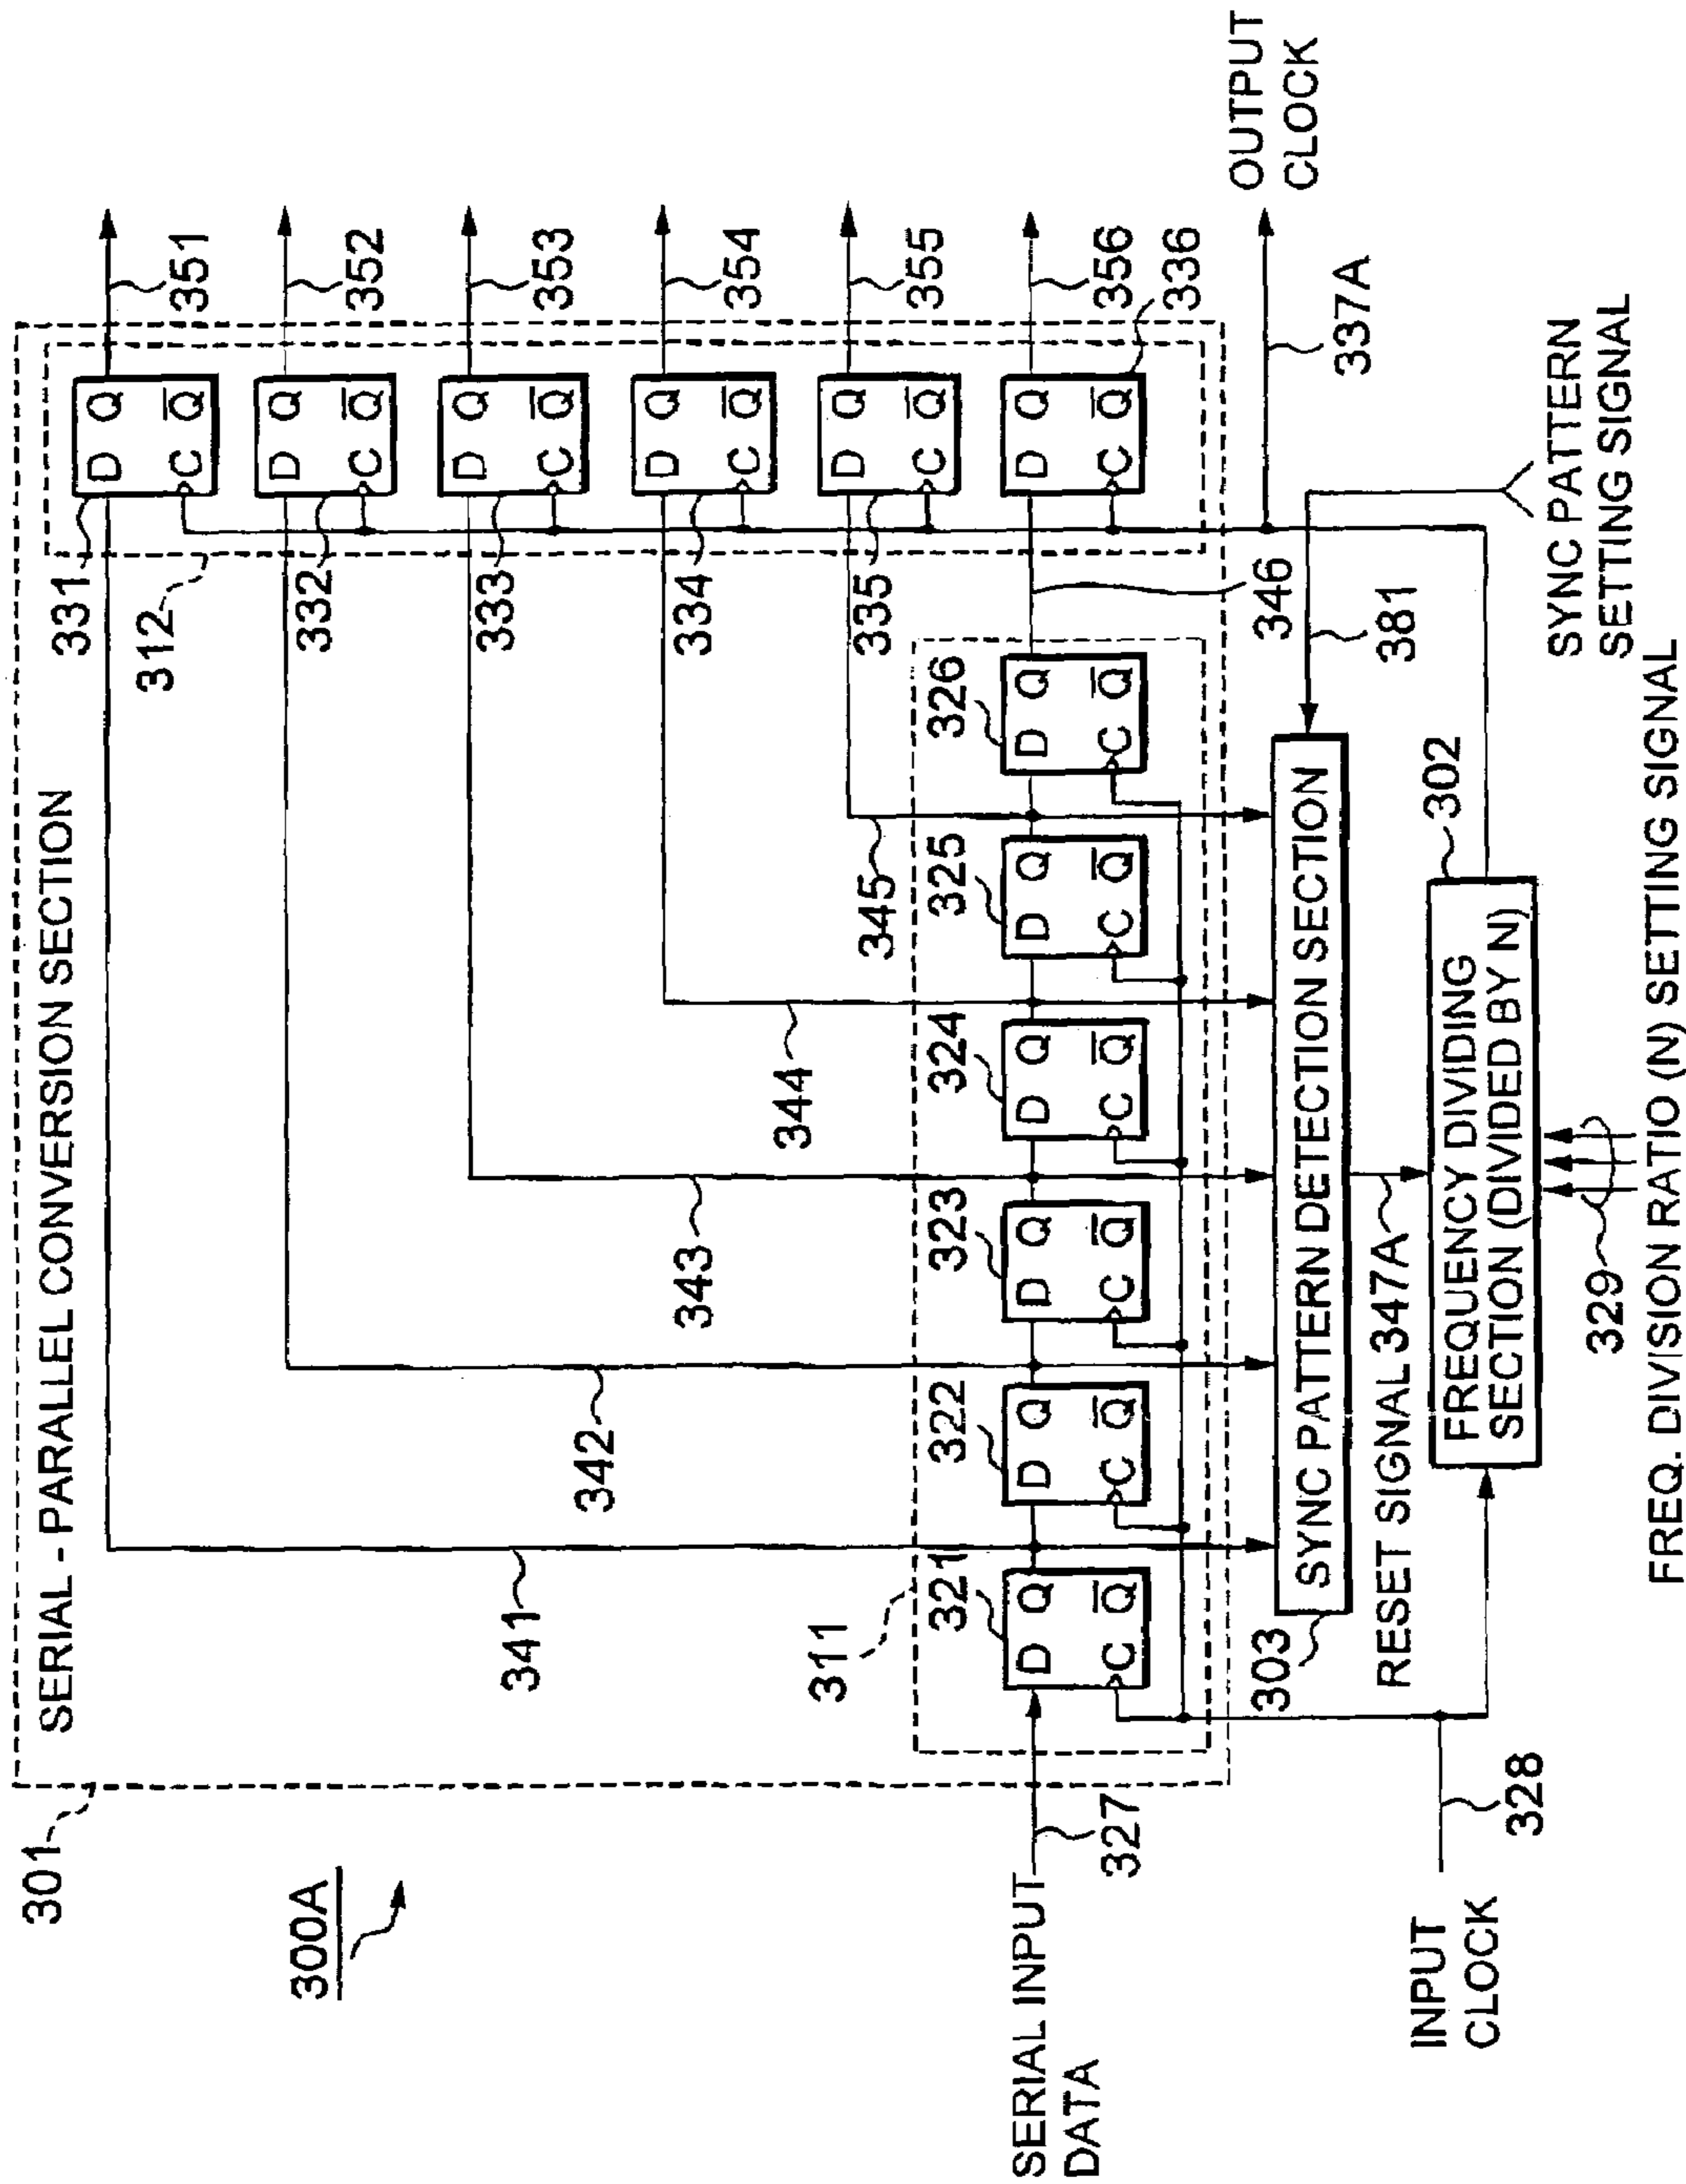 300A
301
SERIAL - PARALLEL CONVERSION SECTION
331
D Q
C Q
351
312
332
D Q
C Q
352
333
D Q
C Q
353
334
D Q
C Q
354
335
D Q
C Q
355
D Q
C Q
356
336
341
342
343
344
345
346
311
321
D Q
C Q
322
D Q
C Q
323
D Q
C Q
324
D Q
C Q
325
D Q
C Q
326
D Q
C Q
SERIAL INPUT
DATA
327
OUTPUT
CLOCK
337A
303
SYNC PATTERN DETECTION SECTION
381
SYNC PATTERN
SETTING SIGNAL
RESET SIGNAL 347A
INPUT
CLOCK
328
FREQUENCY DIVIDING
SECTION (DIVIDED BY N)
302
329
FREQ. DIVISION RATIO (N) SETTING SIGNAL